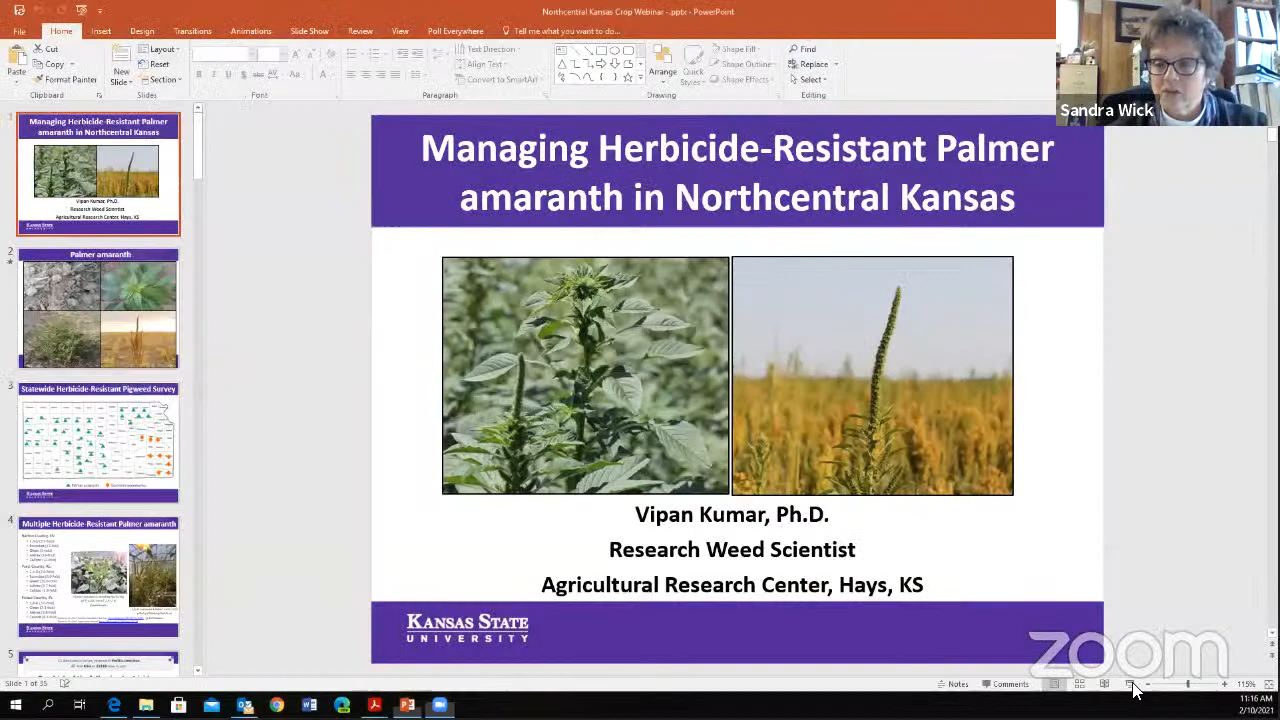 Northcentral Kansas Crop Webinar -.pptx - PowerPoint
File Home Insert Design Transitions Animations Slide Show Review View Poll Everywhere Tell me what you want to do...
Cut
Copy
Format Painter
Paste
Clipboard
New
Slide
Layout
Reset
Section
Slides
Font
Text Direction
Align Text
Convert to SmartArt
Paragraph
Arrange
Quick
Styles
Shape Fill
Shape Outline
Shape Effects
Drawing
Find
Replace
Select
Editing
Sandra Wick
1
Managing Herbicide-Resistant Palmer
amaranth in Northcentral Kansas
Vipan Kumar, Ph.D.
Research Weed Scientist
Agricultural Research Center, Hays, KS
KANSAS STATE
2
Palmer amaranth
3
Statewide Herbicide-Resistant Pigweed Survey
4
Multiple Herbicide-Resistant Palmer amaranth
5
Managing Herbicide-Resistant Palmer
amaranth in Northcentral Kansas
Vipan Kumar, Ph.D.
Research Weed Scientist
Agricultural Research Center, Hays, KS
KANSAS STATE
UNIVERSITY
zoom
Slide 1 of 35
Notes
Comments
115%
11:16 AM
2/10/2021